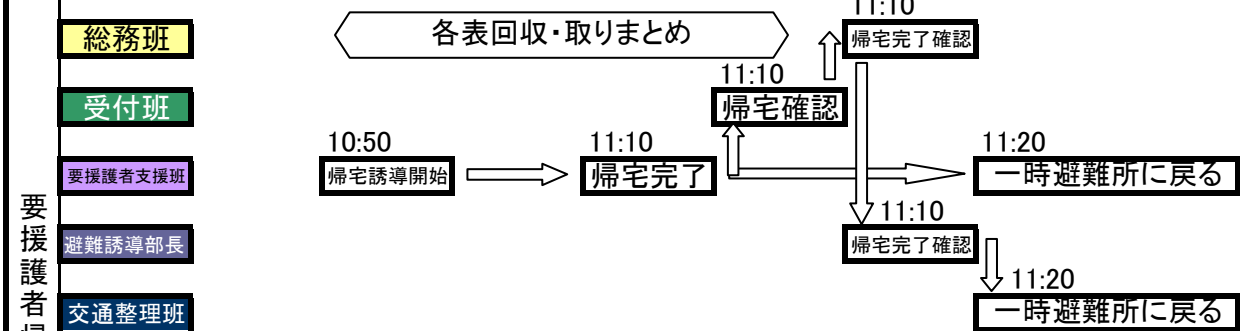 11:10
総務班
各表回収・取りまとめ
帰宅完了確認
11:10
受付班
帰宅確認
10:50
11:10
11:20
要援護者支援班
帰宅誘導開始
帰宅完了
一時避難所に戻る
11:10
避難誘導部長
帰宅完了確認
11:20
交通整理班
一時避難所に戻る
要援護者帰